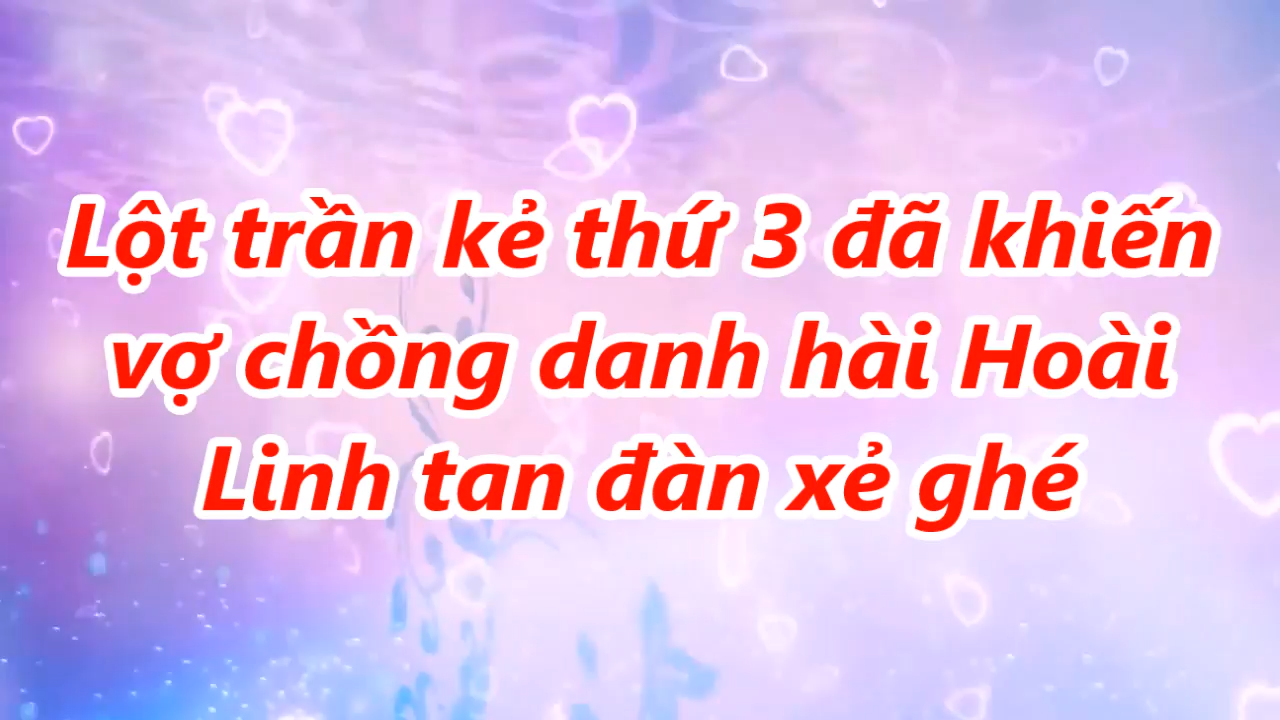 Lột trần kẻ thứ 3 đã khiến
vợ chồng danh hài Hoài
Linh tan đàn xẻ ghé